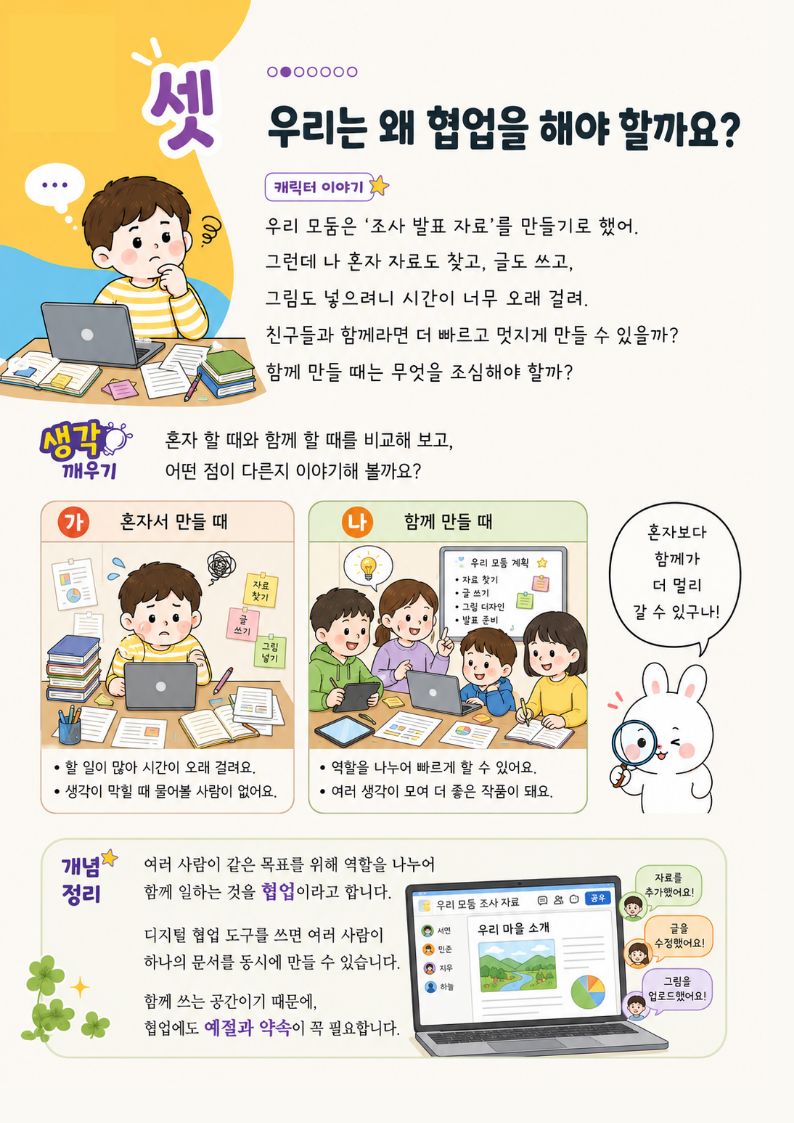 셋
우리는 왜 협업을 해야 할까요?
캐릭터 이야기
우리 모둠은 ‘조사 발표 자료’를 만들기로 했어.
그런데 나 혼자 자료도 찾고, 글도 쓰고,
그림도 넣으려니 시간이 너무 오래 걸려.
친구들과 함께라면 더 빠르고 멋지게 만들 수 있을까?
함께 만들 때는 무엇을 조심해야 할까?
생각
깨우기
혼자 할 때와 함께 할 때를 비교해 보고,
어떤 점이 다른지 이야기해 볼까요?
가 혼자서 만들 때
자료
찾기
글
쓰기
그림
넣기
• 할 일이 많아 시간이 오래 걸려요.
• 생각이 막힐 때 물어볼 사람이 없어요.
나 함께 만들 때
우리 모둠 계획
• 자료 찾기
• 글 쓰기
• 그림 디자인
• 발표 준비
• 역할을 나누어 빠르게 할 수 있어요.
• 여러 생각이 모여 더 좋은 작품이 돼요.
혼자보다
함께가
더 멀리
갈 수 있구나!
개념
정리
여러 사람이 같은 목표를 위해 역할을 나누어
함께 일하는 것을 협업이라고 합니다.
디지털 협업 도구를 쓰면 여러 사람이
하나의 문서를 동시에 만들 수 있습니다.
함께 쓰는 공간이기 때문에,
협업에도 예절과 약속이 꼭 필요합니다.
우리 모둠 조사 자료
공유
서연
민준
지우
하늘
우리 마을 소개
자료를
추가했어요!
글을
수정했어요!
그림을
업로드했어요!